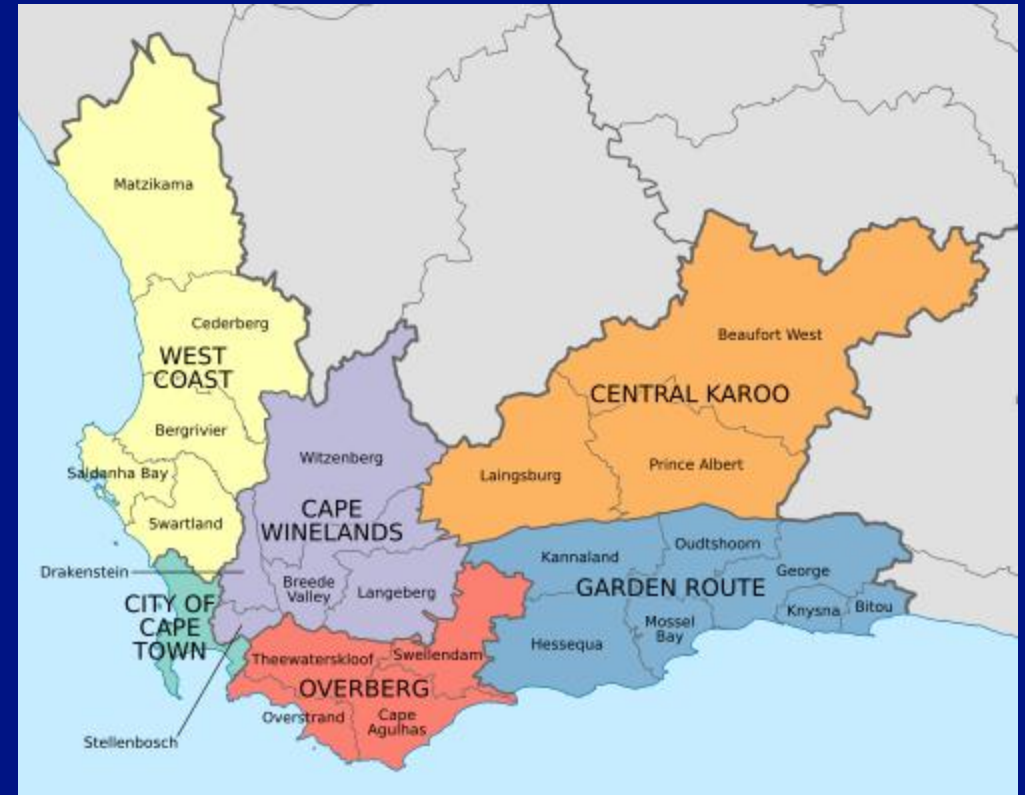 Matzikama
Cederberg
WEST
COAST
Bergrivier
Saldanha Bay
Swartland
Drakenstein
CITY OF
CAPE
TOWN
Stellenbosch
Witzenberg
CAPE
WINELANDS
Breede
Valley
Langeberg
Theewaterskloof
Swellendam
OVERBERG
Overstrand
Cape
Agulhas
Beaufort West
CENTRAL KAROO
Laingsburg
Prince Albert
Kannaland
Oudtshoorn
George
GARDEN ROUTE
Knysna
Bitou
Mossel
Bay
Hessequa